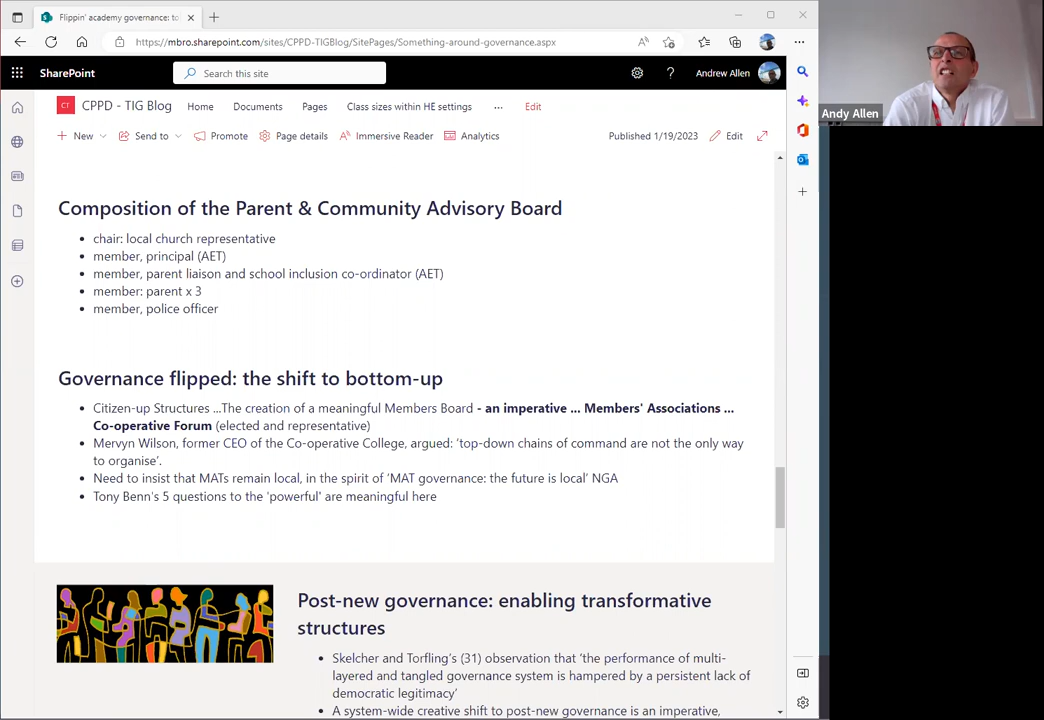 Flippin' academy governance: to
https://mbro.sharepoint.com/sites/CPPD-TIGBlog/SitePages/Something-around-governance.aspx
SharePoint
Search this site
Andrew Allen
Andy Allen
CT
CPPD - TIG Blog
Home
Documents
Pages
Class sizes within HE settings
Edit
New
Send to
Promote
Page details
Immersive Reader
Analytics
Published 1/19/2023
Edit
Composition of the Parent & Community Advisory Board
chair: local church representative
member, principal (AET)
member, parent liaison and school inclusion co-ordinator (AET)
member: parent x 3
member, police officer
Governance flipped: the shift to bottom-up
Citizen-up Structures ...The creation of a meaningful Members Board - an imperative ... Members' Associations ...
Co-operative Forum (elected and representative)
Mervyn Wilson, former CEO of the Co-operative College, argued: 'top-down chains of command are not the only way
to organise'.
Need to insist that MATs remain local, in the spirit of 'MAT governance: the future is local' NGA
Tony Benn's 5 questions to the 'powerful' are meaningful here
Post-new governance: enabling transformative
structures
Skelcher and Torfling's (31) observation that 'the performance of multi-
layered and tangled governance system is hampered by a persistent lack of
democratic legitimacy'
A system-wide creative shift to post-new governance is an imperative,